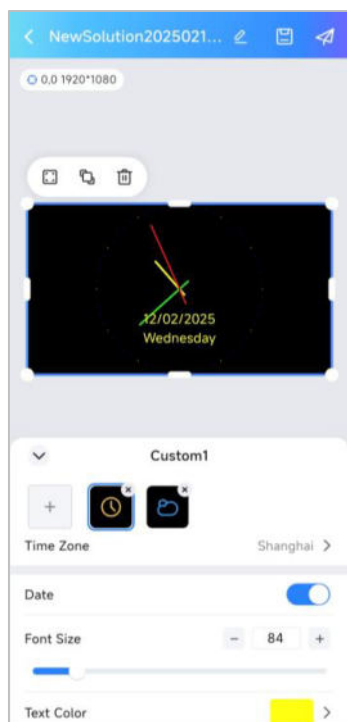 NewSolution2025021...
0,0 1920*1080
12/02/2025
Wednesday
Custom1
Time Zone
Shanghai
Date
Font Size
84
Text Color